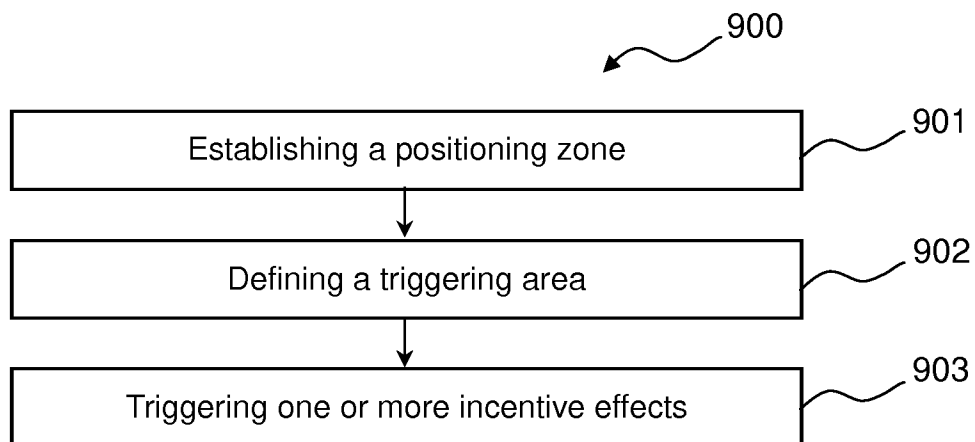 900
Establishing a positioning zone
901
Defining a triggering area
902
Triggering one or more incentive effects
903